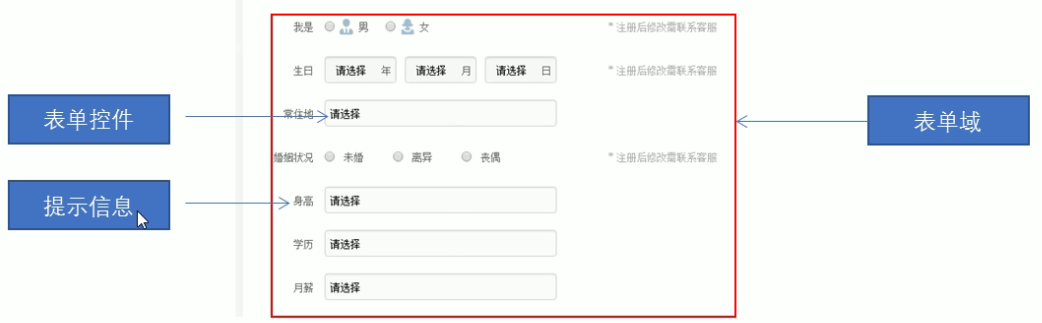 我是 男 女 * 注册后修改需联系客服
生日 请选择 年 请选择 月 请选择 日 * 注册后修改需联系客服
表单控件
常住地 请选择
表单域
婚姻状况 未婚 离异 丧偶 * 注册后修改需联系客服
提示信息
身高 请选择
学历 请选择
月薪 请选择